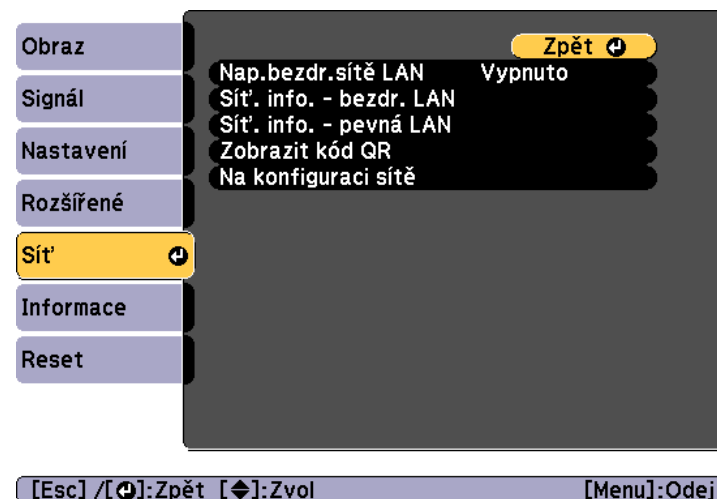 Obraz
Signál
Nastavení
Rozšířené
Síť
Informace
Reset
Zpět
Nap.bezdr.sítě LAN Vypnuto
Síť. info. - bezdr. LAN
Síť. info. - pevná LAN
Zobrazit kód QR
Na konfiguraci sítě
[Esc] /[ ]:Zpět [ ]:Zvol [Menu]:Odej